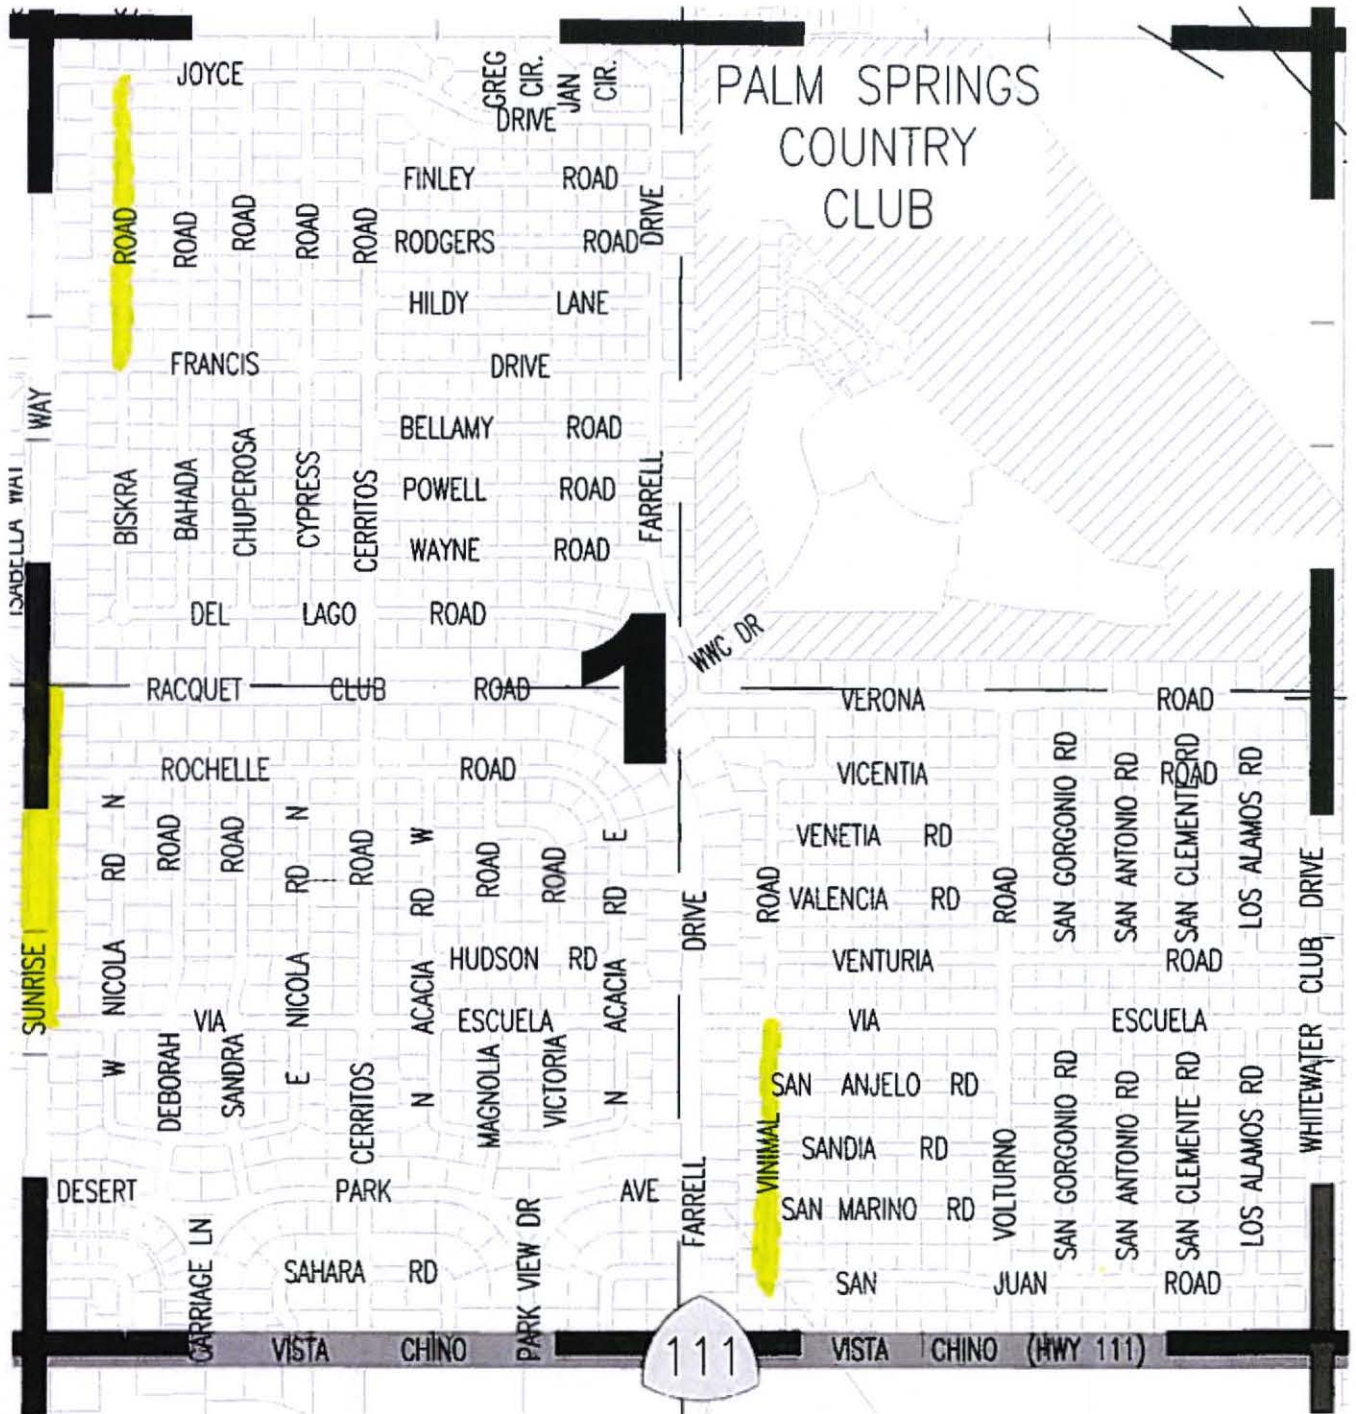 JOYCE
GREG CIR.
JAN CIR.
DRIVE
PALM SPRINGS
COUNTRY
CLUB
FINLEY ROAD
ROAD
ROAD
ROAD
ROAD
ROAD
DRIVE
RODGERS ROAD
HILDY LANE
FRANCIS DRIVE
WAY
BELLAMY ROAD
BISKRA
BAHADA
CHUPEROSA
CYPRESS
CERRITOS
POWELL ROAD
FARRELL
WAYNE ROAD
ISABELLA WAY
DEL LAGO ROAD
1
WWC DR
RACQUET CLUB ROAD
VERONA ROAD
ROCHELLE ROAD
VICENTIA ROAD
W NICOLA RD N
ROAD
ROAD
E NICOLA RD N
ROAD
N ACACIA RD W
ROAD
ROAD
N ACACIA RD E
DRIVE
ROAD
VENETIA RD
VALENCIA RD
ROAD
SAN GORGONIO RD
SAN ANTONIO RD
SAN CLEMENTE RD
LOS ALAMOS RD
SUNRISE
HUDSON RD
VENTURIA ROAD
VIA ESCUELA
VIA ESCUELA
DEBORAH
SANDRA
CERRITOS
MAGNOLIA
VICTORIA
VINIMAL
SAN ANJELO RD
SANDIA RD
SAN MARINO RD
VOLTURNO
SAN GORGONIO RD
SAN ANTONIO RD
SAN CLEMENTE RD
LOS ALAMOS RD
WHITEWATER CLUB DRIVE
DESERT PARK AVE
FARRELL
CARRIAGE LN
SAHARA RD
PARK VIEW DR
SAN JUAN ROAD
VISTA CHINO
111
VISTA CHINO (HWY 111)